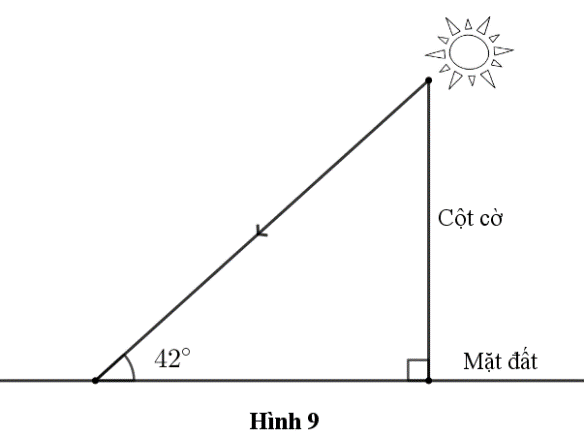 Cột cờ
42°
Mặt đất
Hình 9